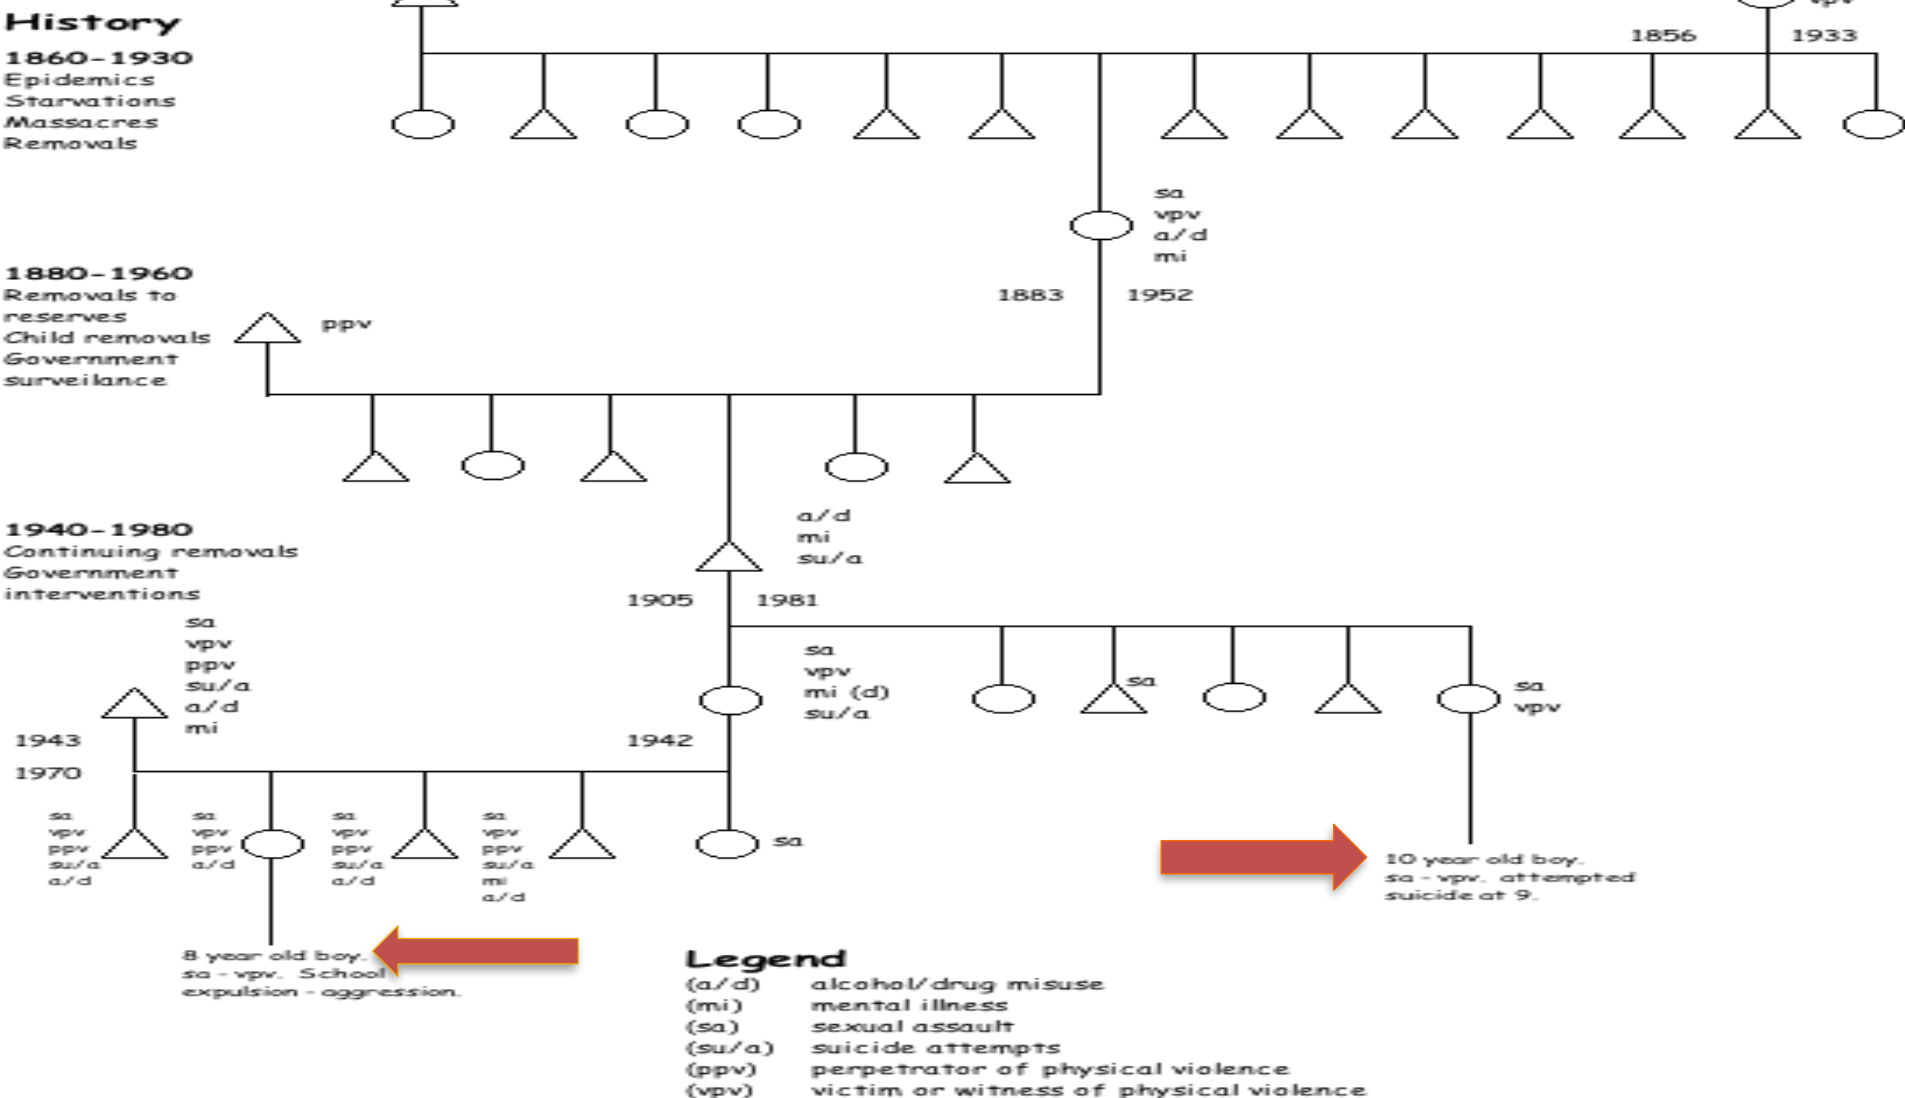 vpv
History
1856
1933
1860-1930
Epidemics
Starvations
Massacres
Removals
sa
vpv
a/d
mi
1880-1960
Removals to
reserves
Child removals
Government
surveilance
1883
1952
ppv
1940-1980
Continuing removals
Government
interventions
a/d
mi
su/a
1905
1981
sa
vpv
ppv
su/a
a/d
mi
sa
vpv
mi (d)
su/a
sa
sa
vpv
1943
1970
1942
sa
vpv
ppv
su/a
a/d
sa
vpv
ppv
a/d
sa
vpv
ppv
su/a
a/d
sa
vpv
ppv
su/a
mi
a/d
sa
10 year old boy.
sa - vpv. attempted
suicide at 9.
8 year old boy.
sa - vpv. School
expulsion - aggression.
Legend
(a/d) alcohol/drug misuse
(mi) mental illness
(sa) sexual assault
(su/a) suicide attempts
(ppv) perpetrator of physical violence
(vpv) victim or witness of physical violence